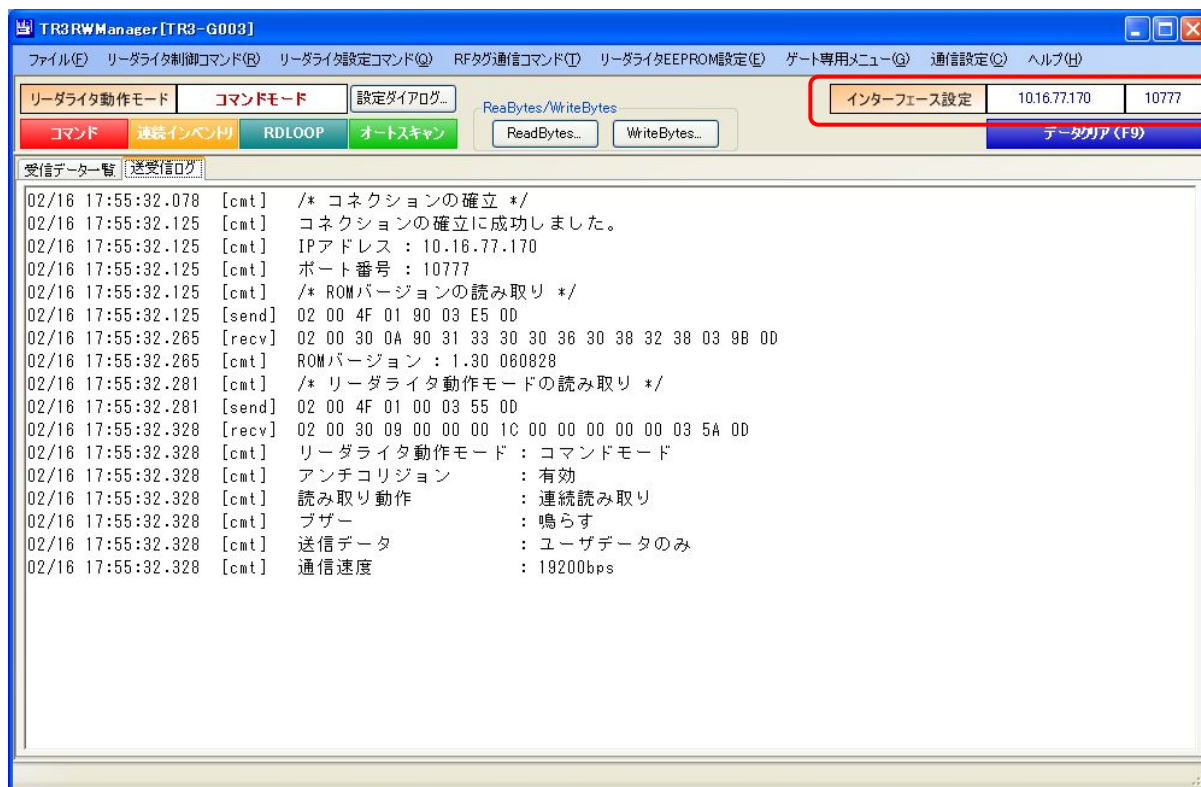 TR3RWManager[TR3-G003]
ファイル(F) リーダライタ制御コマンド(R) リーダライタ設定コマンド(Q) RFタグ通信コマンド(T) リーダライタEEPROM設定(E) ゲート専用メニュー(G) 通信設定(C) ヘルプ(H)
リーダライタ動作モード コマンドモード 設定ダイアログ... ReaBytes/WriteBytes インターフェース設定 10.16.77.170 10777
コマンド 連続インベントリ RDLOOP オートスキャン ReadBytes... WriteBytes... データクリア(F9)
受信データ一覧 送受信ログ
02/16 17:55:32.078 [cmt] /* コネクションの確立 */
02/16 17:55:32.125 [cmt] コネクションの確立に成功しました。
02/16 17:55:32.125 [cmt] IPアドレス : 10.16.77.170
02/16 17:55:32.125 [cmt] ポート番号 : 10777
02/16 17:55:32.125 [cmt] /* ROMバージョンの読み取り */
02/16 17:55:32.125 [send] 02 00 4F 01 90 03 E5 0D
02/16 17:55:32.265 [recv] 02 00 30 0A 90 31 33 30 30 36 30 38 32 38 03 9B 0D
02/16 17:55:32.265 [cmt] ROMバージョン : 1.30 060828
02/16 17:55:32.281 [cmt] /* リーダライタ動作モードの読み取り */
02/16 17:55:32.281 [send] 02 00 4F 01 00 03 55 0D
02/16 17:55:32.328 [recv] 02 00 30 09 00 00 00 1C 00 00 00 00 00 03 5A 0D
02/16 17:55:32.328 [cmt] リーダライタ動作モード : コマンドモード
02/16 17:55:32.328 [cmt] アンチコリジョン : 有効
02/16 17:55:32.328 [cmt] 読み取り動作 : 連続読み取り
02/16 17:55:32.328 [cmt] ブザー : 鳴らす
02/16 17:55:32.328 [cmt] 送信データ : ユーザデータのみ
02/16 17:55:32.328 [cmt] 通信速度 : 19200bps